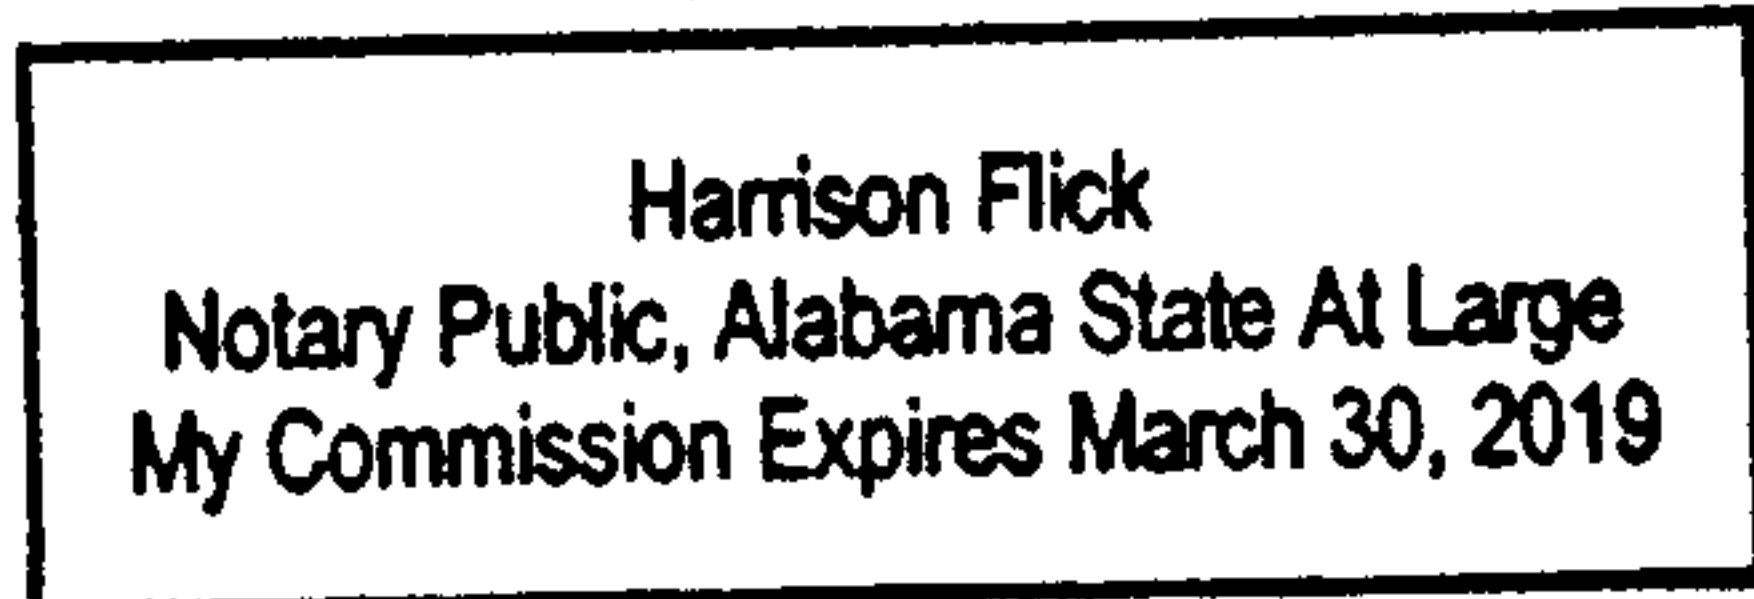 Harrison Flick
Notary Public, Alabama State At Large
My Commission Expires March 30, 2019